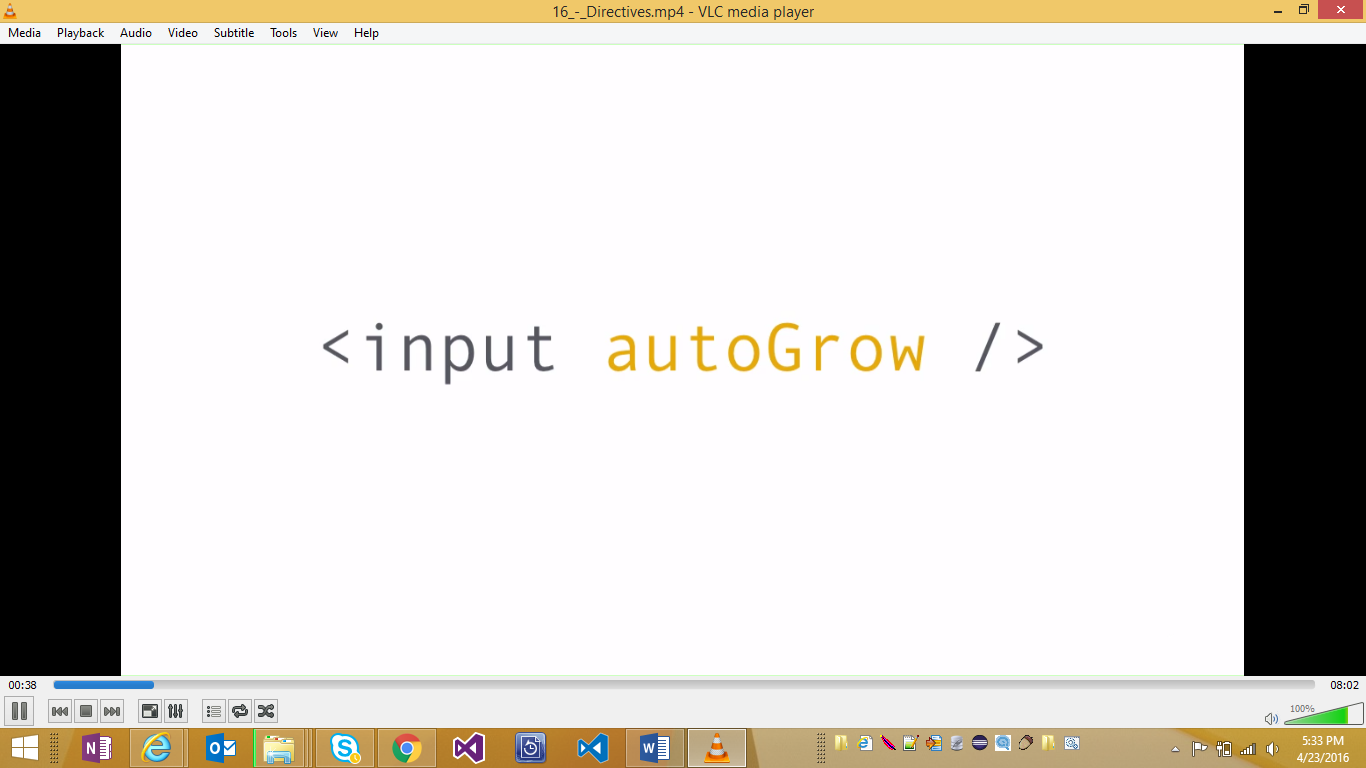 16_-_Directives.mp4 - VLC media player
Media Playback Audio Video Subtitle Tools View Help
<input autoGrow />
00:38 08:02
100%
5:33 PM
4/23/2016